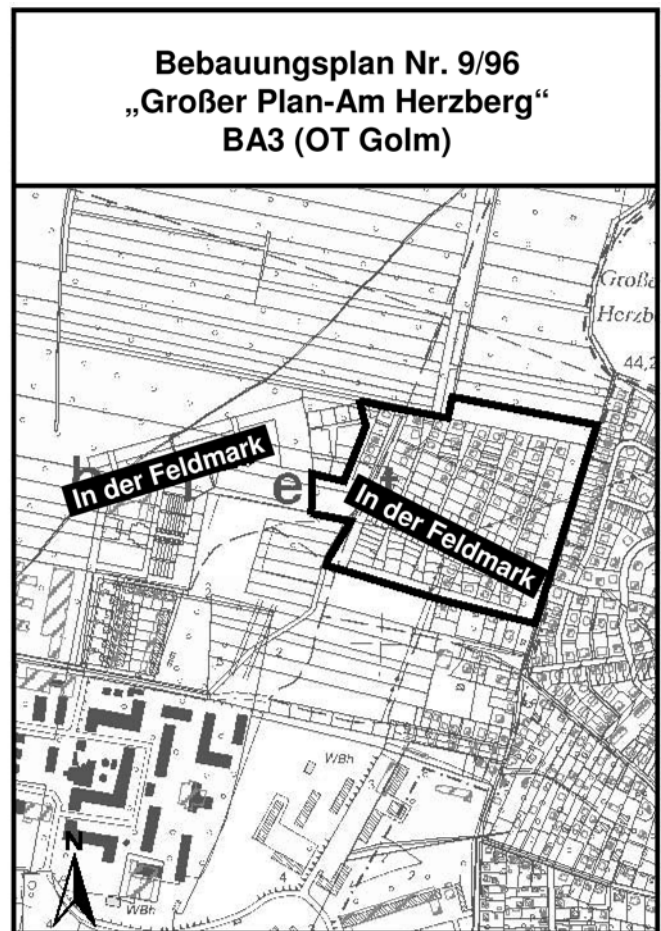 Bebauungsplan Nr. 9/96
„Großer Plan-Am Herzberg“
BA3 (OT Golm)
Große
Herzb
44,2
In der Feldmark
e
t
In der Feldmark
WBh
N
WBh